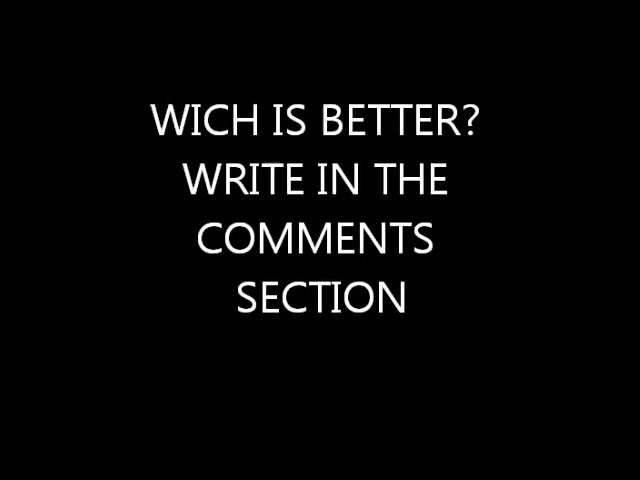 WICH IS BETTER?
WRITE IN THE
COMMENTS
SECTION